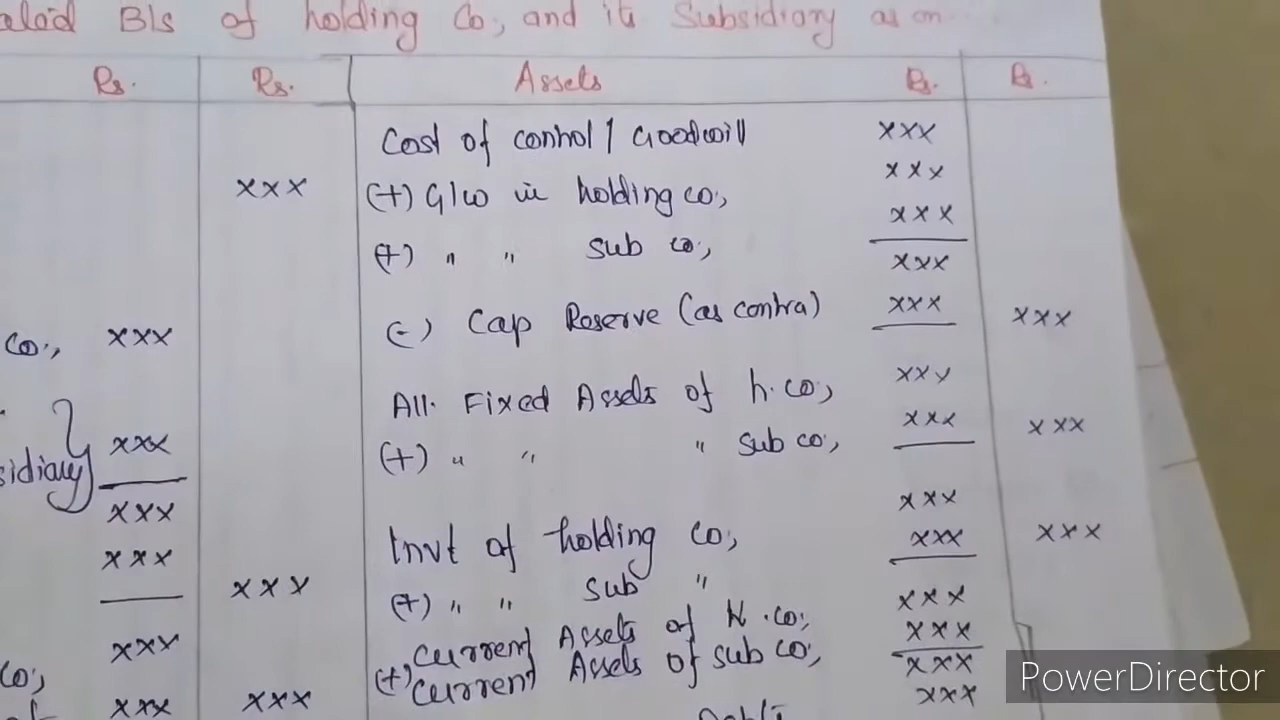 BIs of holding Co, and its Subsidiary as on
Rs. Rs. Assets Rs. Rs.
Cost of control / Goodwill xxx
xxx (+) G/w in holding co, xxx
(+) " " sub co, xxx
xxx
co, xxx (-) Cap Reserve (as contra) xxx xxx
All Fixed Assets of h.co, xxx
xxx (+) " " " sub co, xxx xxx
sidiary
xxx xxx
xxx Invt of holding co, xxx xxx
xxx (+) " " sub " xxx
xxx Current Assets of H.co, xxx
co, (+) Current Assets of sub co, xxx
xxx xxx xxx
PowerDirector